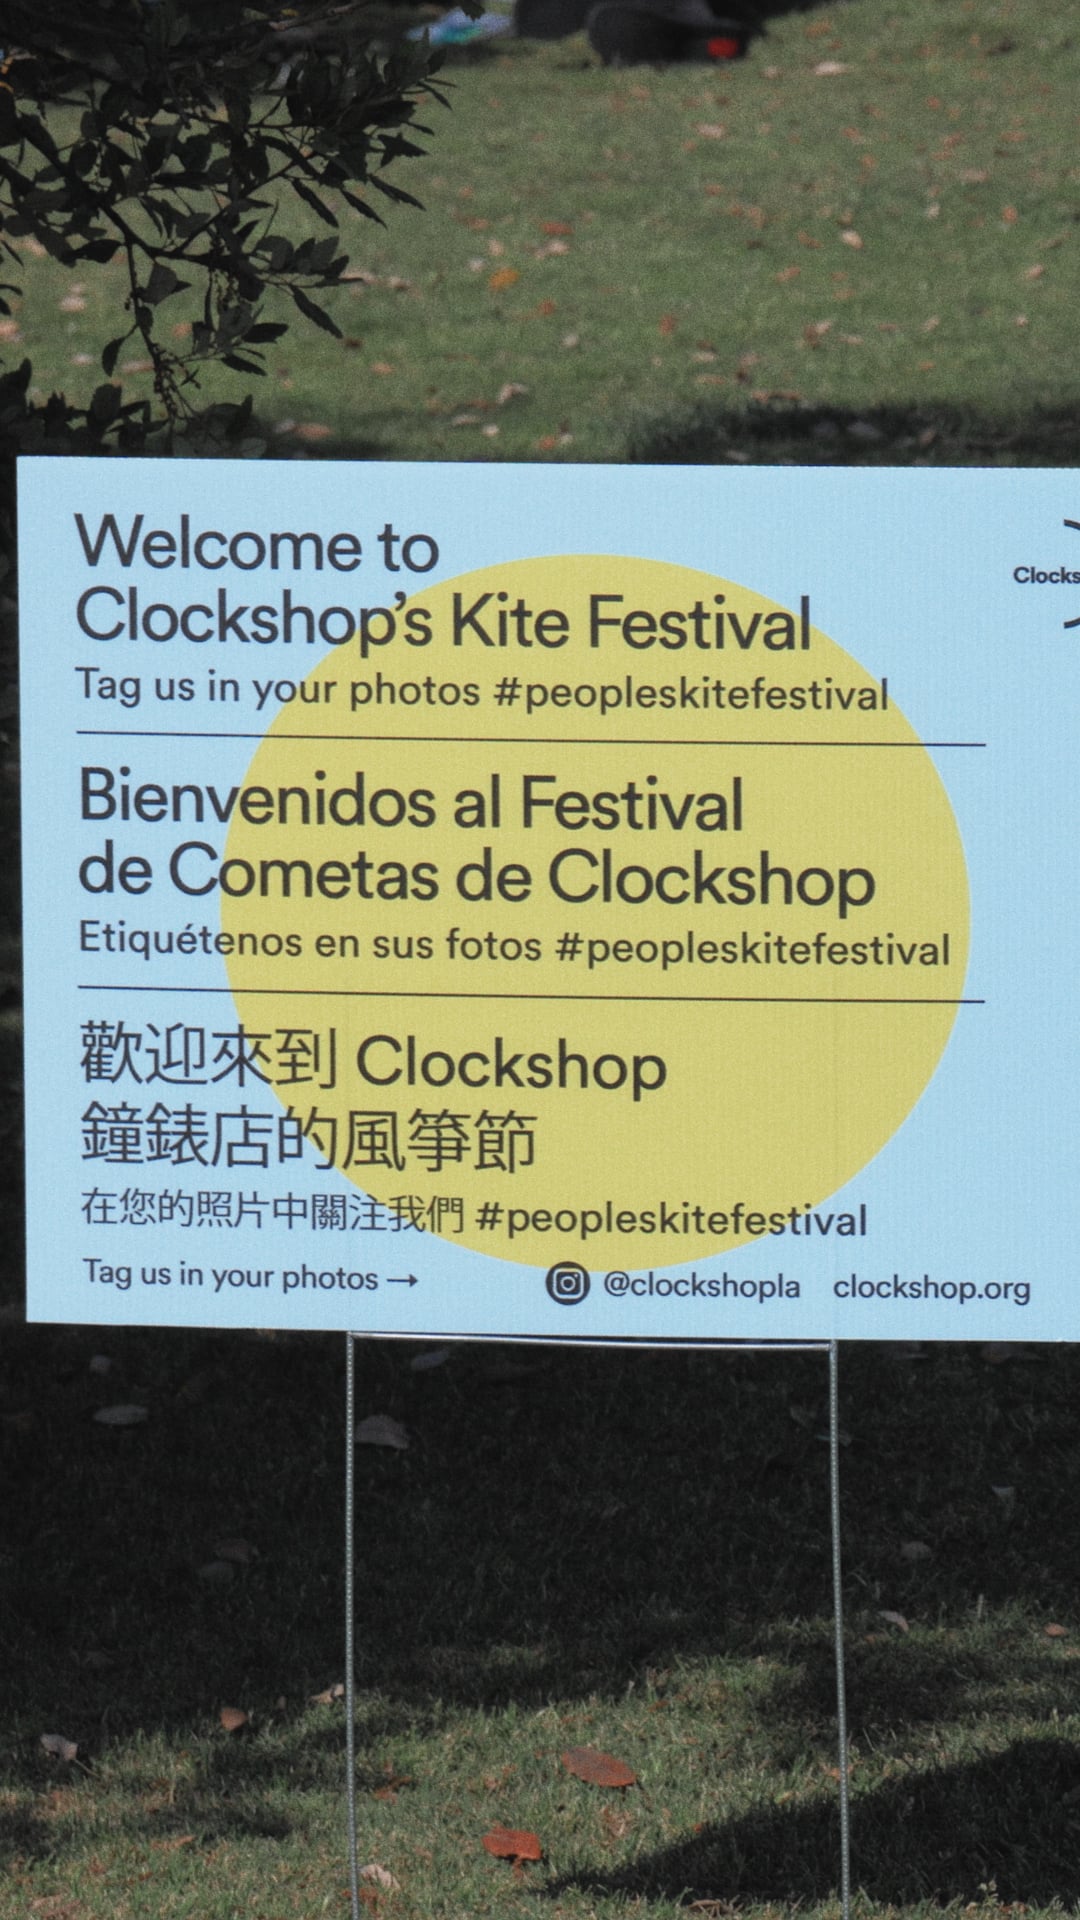 Welcome to
Clockshop's Kite Festival
Tag us in your photos #peopleskitefestival
Bienvenidos al Festival
de Cometas de Clockshop
Etiquétenos en sus fotos #peopleskitefestival
歡迎來到 Clockshop
鐘錶店的風箏節
在您的照片中關注我們 #peopleskitefestival
Tag us in your photos →
@clockshopla clockshop.org